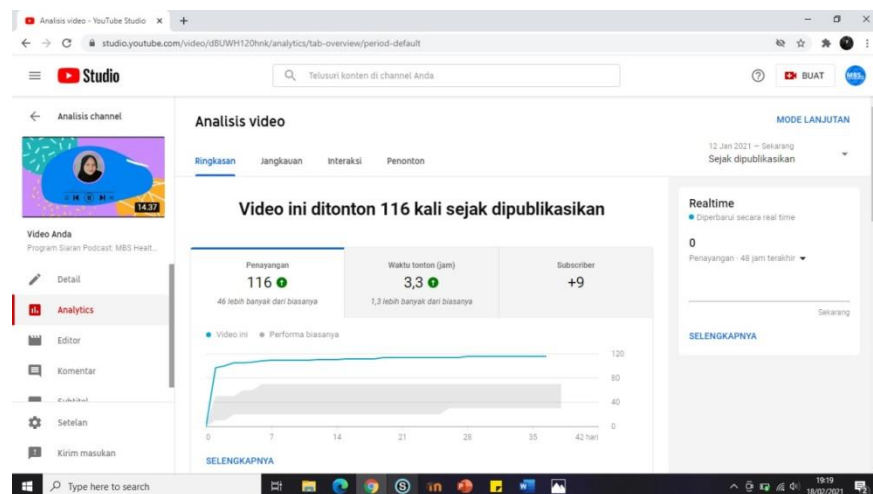 Analisis video - YouTube Studio
studio.youtube.com/video/dBUWH120hnk/analytics/tab-overview/period-default
Studio
Telusuri konten di channel Anda
BUAT
MBS
Analisis channel
14.37
Video Anda
Program Siaran Podcast: MBS Healt...
Detail
Analytics
Editor
Komentar
Subtitel
Setelan
Kirim masukan
Analisis video
MODE LANJUTAN
Ringkasan Jangkauan Interaksi Penonton
12 Jan 2021 – Sekarang
Sejak dipublikasikan
Video ini ditonton 116 kali sejak dipublikasikan
Penayangan
116
46 lebih banyak dari biasanya
Waktu tonton (jam)
3,3
1,3 lebih banyak dari biasanya
Subscriber
+9
Video ini Performa biasanya
120
80
40
0
0 7 14 21 28 35 42 hari
SELENGKAPNYA
Realtime
Diperbarui secara real time
0
Penayangan · 48 jam terakhir
Sekarang
SELENGKAPNYA
Type here to search
19:19
18/02/2021